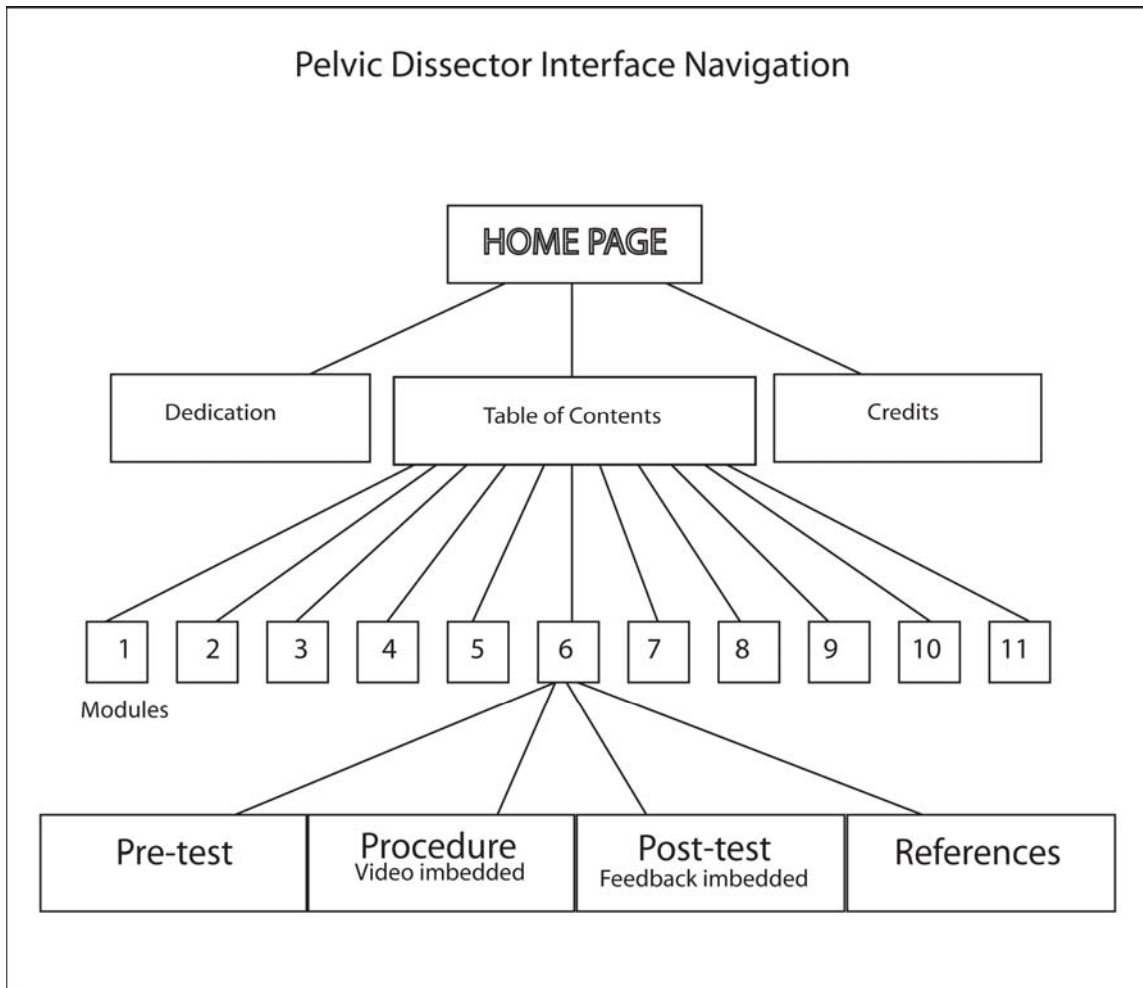 Pelvic Dissector Interface Navigation
HOME PAGE
Dedication
Table of Contents
Credits
1
2
3
4
5
6
7
8
9
10
11
Modules
Pre-test
Procedure
Video imbedded
Post-test
Feedback imbedded
References